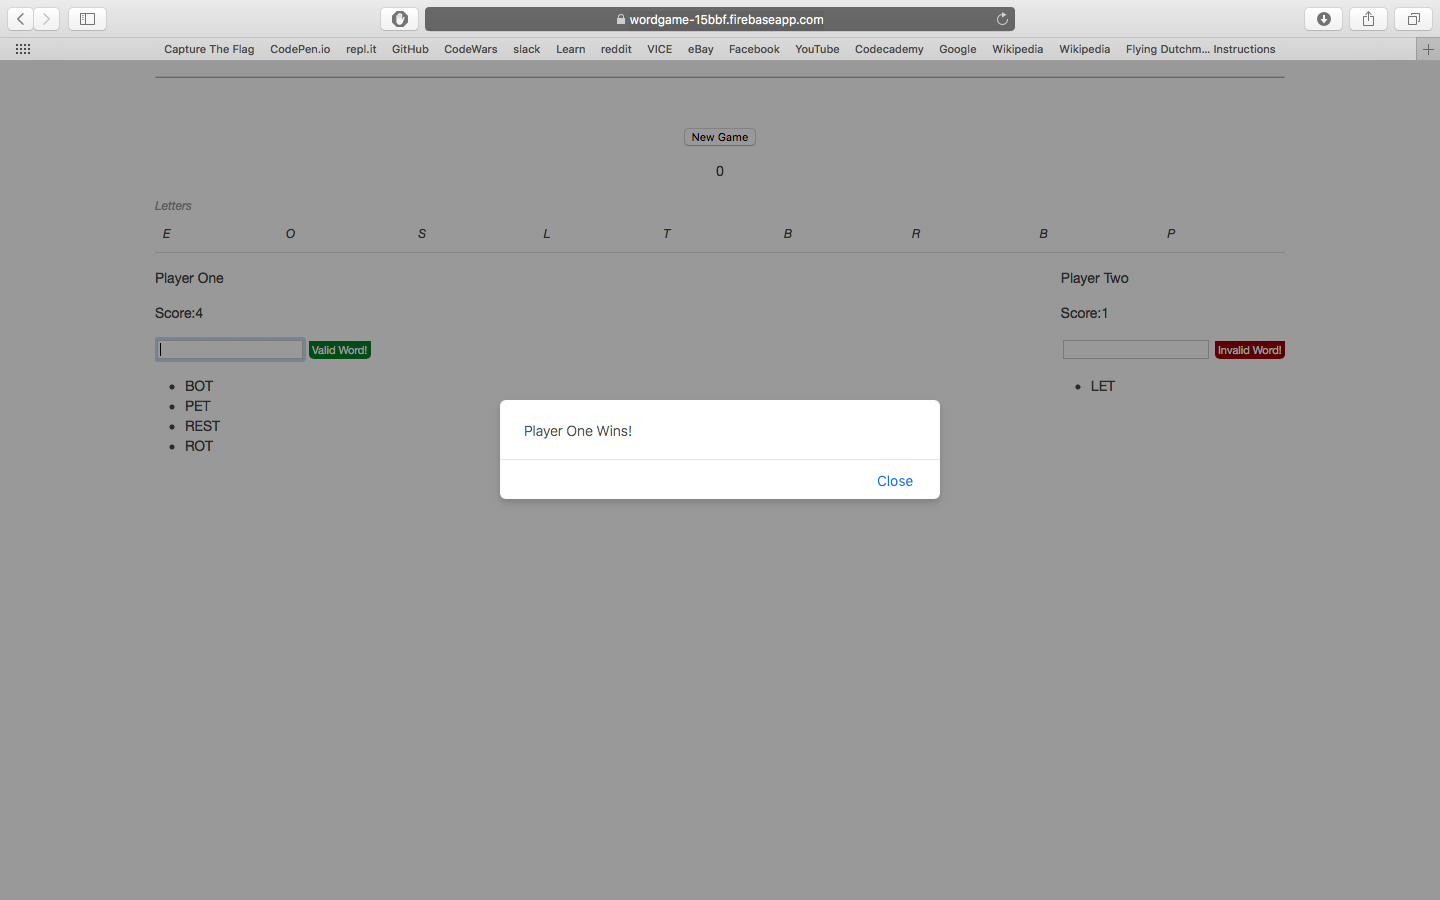 wordgame-15bbf.firebaseapp.com
Capture The Flag CodePen.io repl.it GitHub CodeWars slack Learn reddit VICE eBay Facebook YouTube Codecademy Google Wikipedia Wikipedia Flying Dutchm... Instructions
New Game
0
Letters
E O S L T B R B P
Player One Player Two
Score:4 Score:1
Valid Word! Invalid Word!
BOT LET
PET
REST
ROT
Player One Wins!
Close